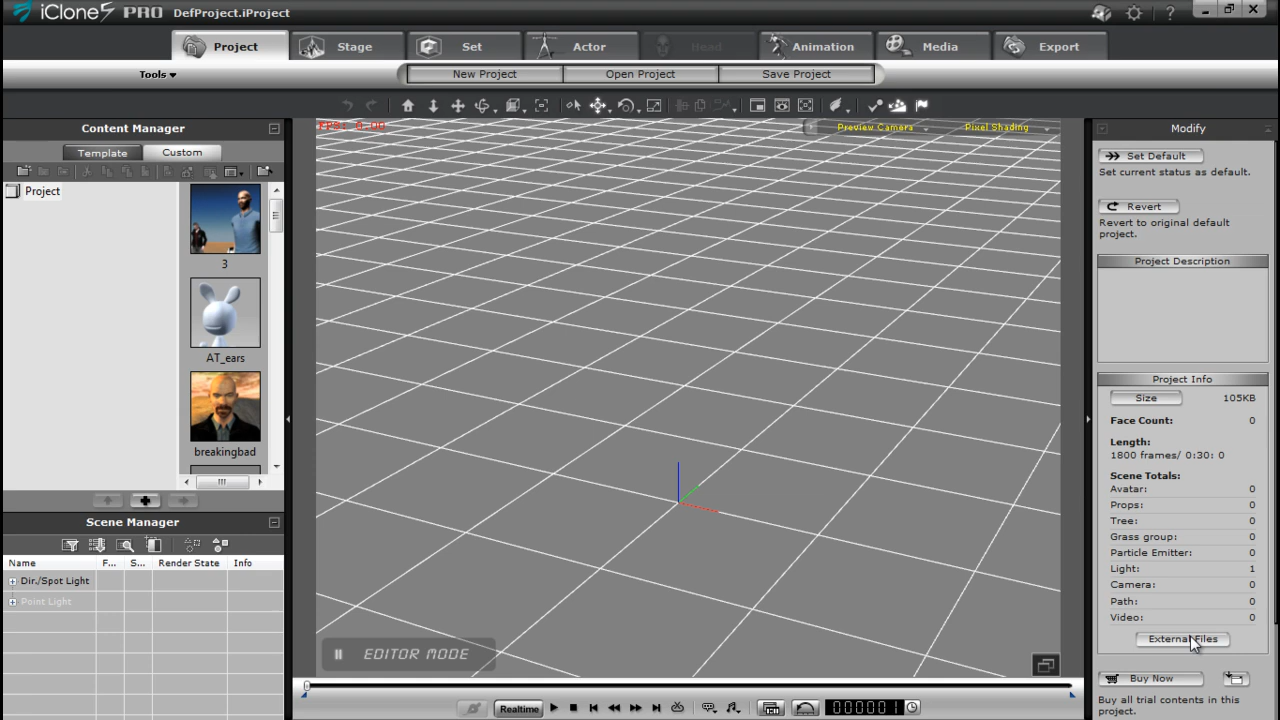 iClone5 PRO DefProject.iProject
Project Stage Set Actor Head Animation Media Export
Tools New Project Open Project Save Project
Content Manager
Template Custom
Project
3
AT_ears
breakingbad
Scene Manager
Name F... S... Render State Info
Dir./Spot Light
Point Light
FPS: 0.00 Preview Camera Pixel Shading
EDITOR MODE
Realtime 000001
Modify
Set Default
Set current status as default.
Revert
Revert to original default
project.
Project Description
Project Info
Size 105KB
Face Count: 0
Length:
1800 frames/ 0:30: 0
Scene Totals:
Avatar: 0
Props: 0
Tree: 0
Grass group: 0
Particle Emitter: 0
Light: 1
Camera: 0
Path: 0
Video: 0
External Files
Buy Now
Buy all trial contents in this
project.